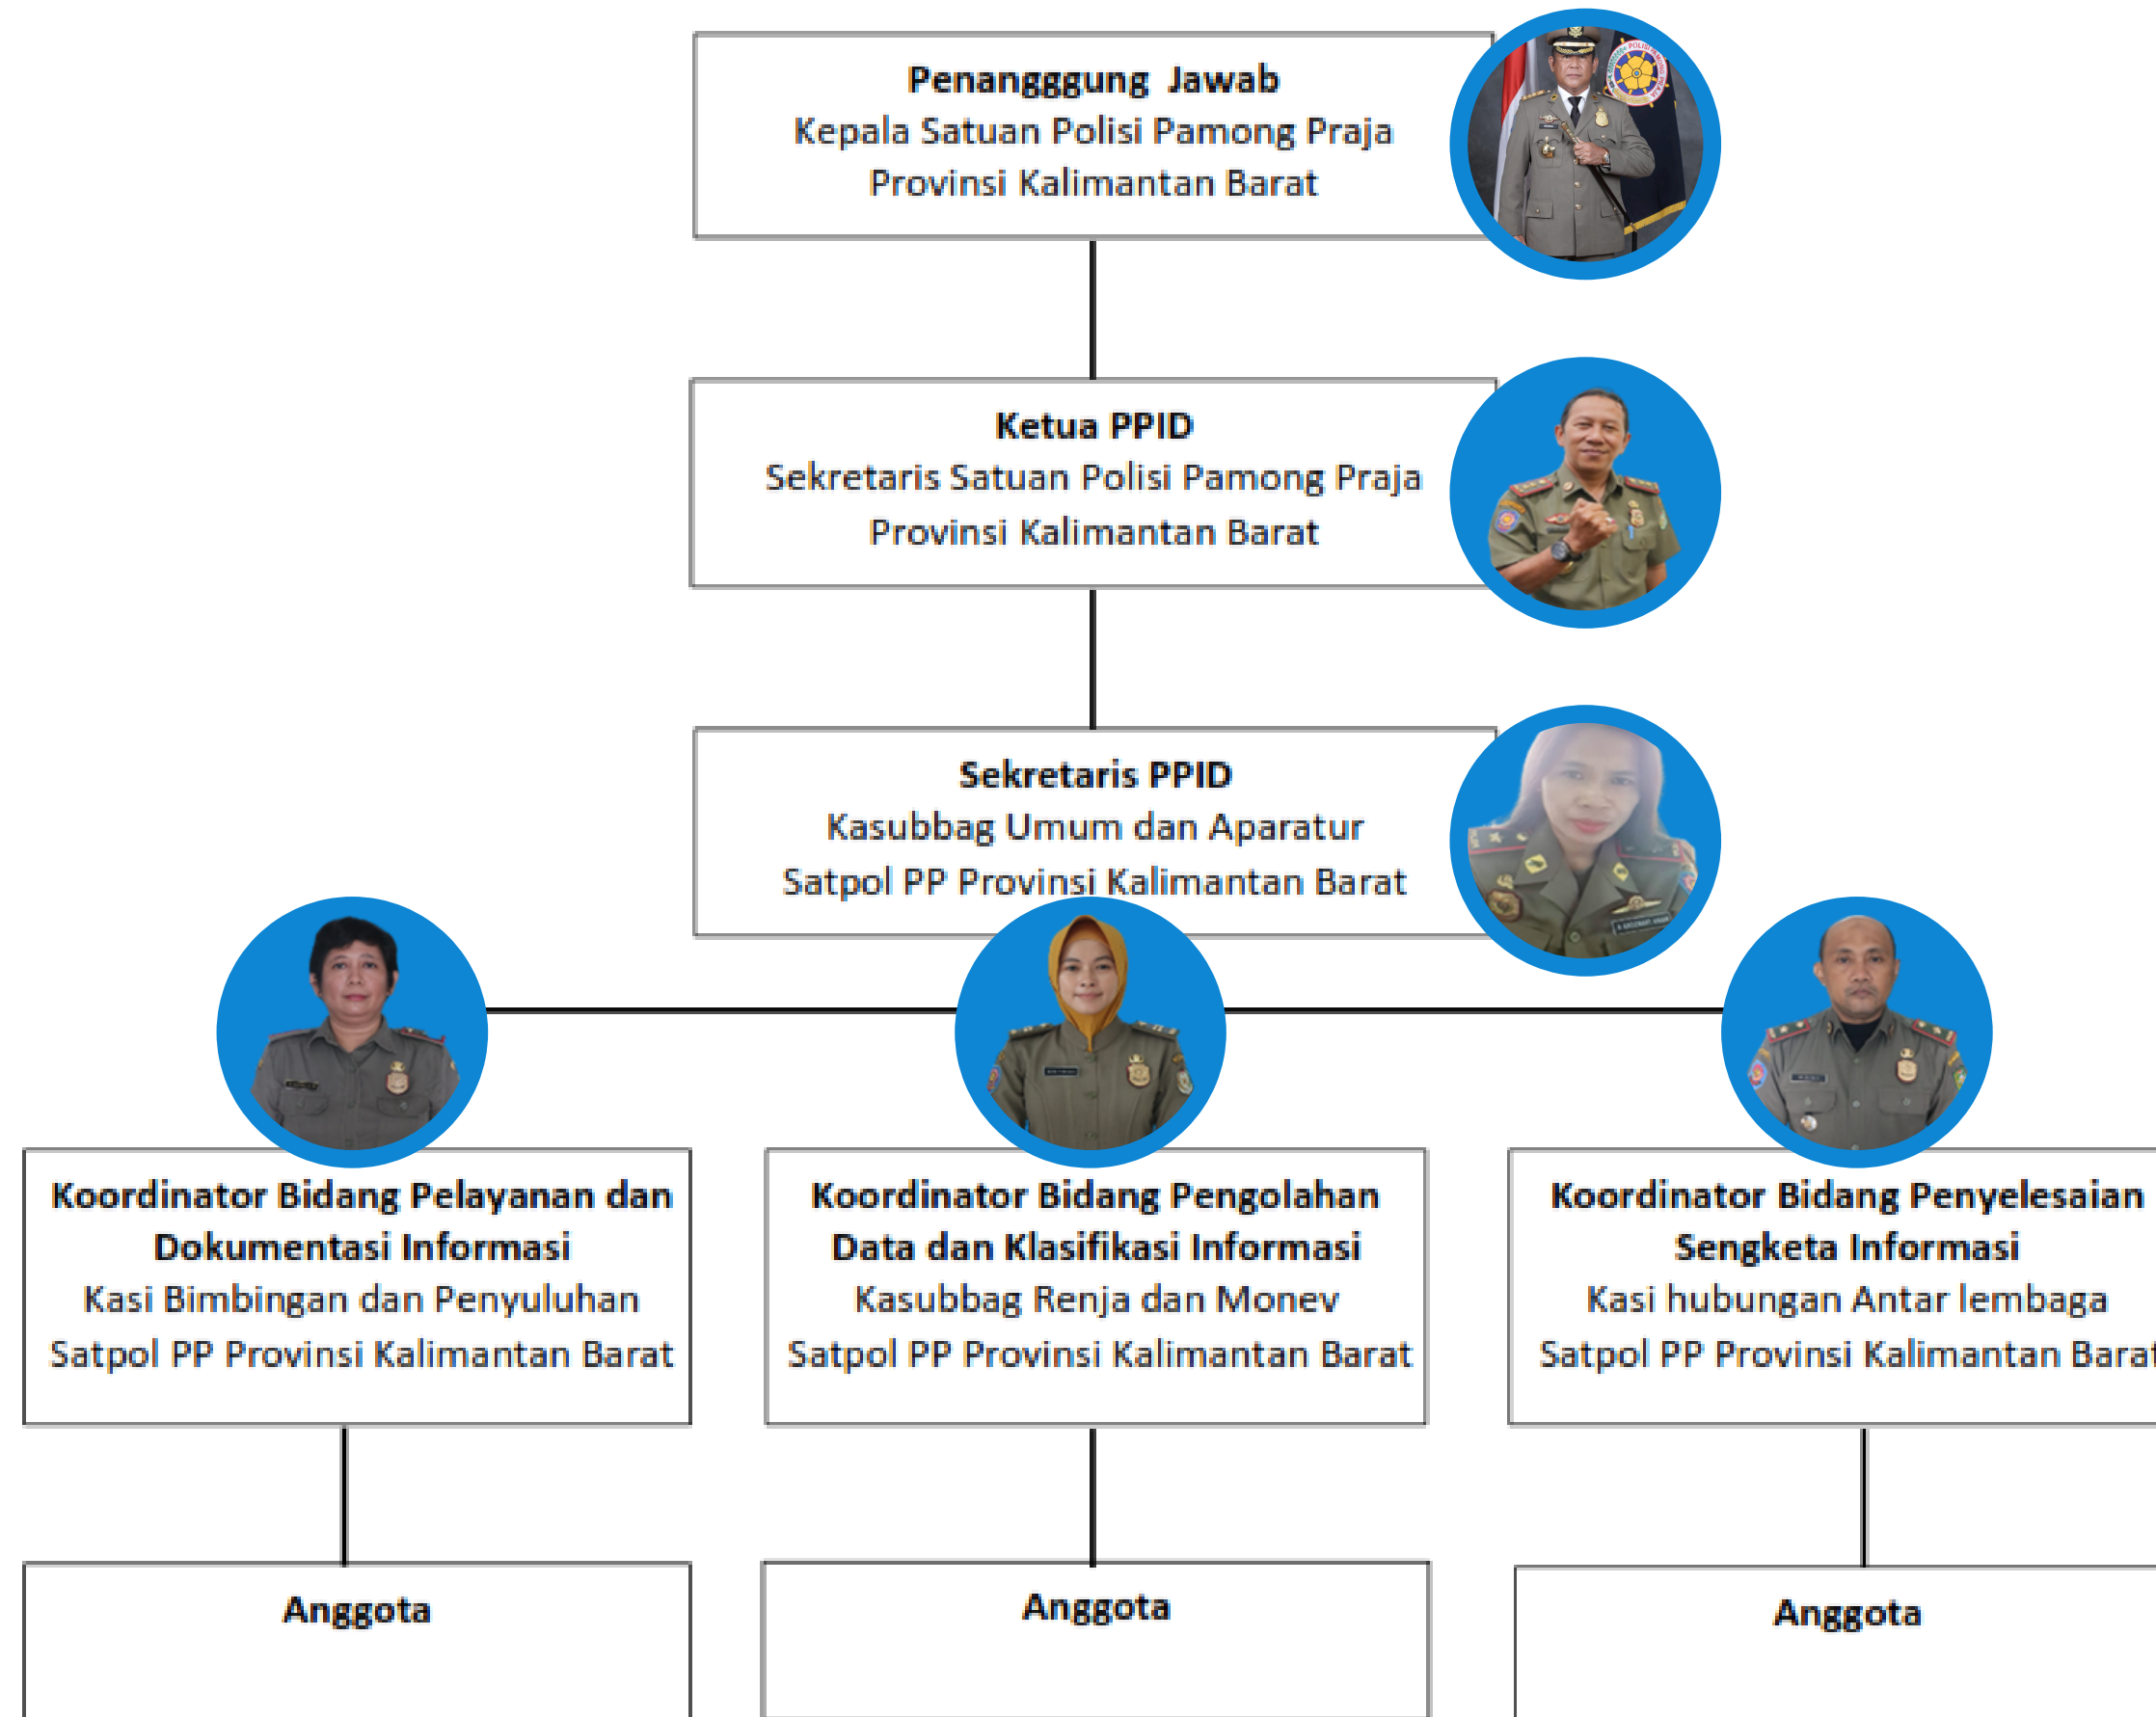 Penangggung Jawab
Kepala Satuan Polisi Pamong Praja
Provinsi Kalimantan Barat
Ketua PPID
Sekretaris Satuan Polisi Pamong Praja
Provinsi Kalimantan Barat
Sekretaris PPID
Kasubbag Umum dan Aparatur
Satpol PP Provinsi Kalimantan Barat
Koordinator Bidang Pelayanan dan
Dokumentasi Informasi
Kasi Bimbingan dan Penyuluhan
Satpol PP Provinsi Kalimantan Barat
Koordinator Bidang Pengolahan
Data dan Klasifikasi Informasi
Kasubbag Renja dan Monev
Satpol PP Provinsi Kalimantan Barat
Koordinator Bidang Penyelesaian
Sengketa Informasi
Kasi hubungan Antar lembaga
Satpol PP Provinsi Kalimantan Barat
Anggota
Anggota
Anggota